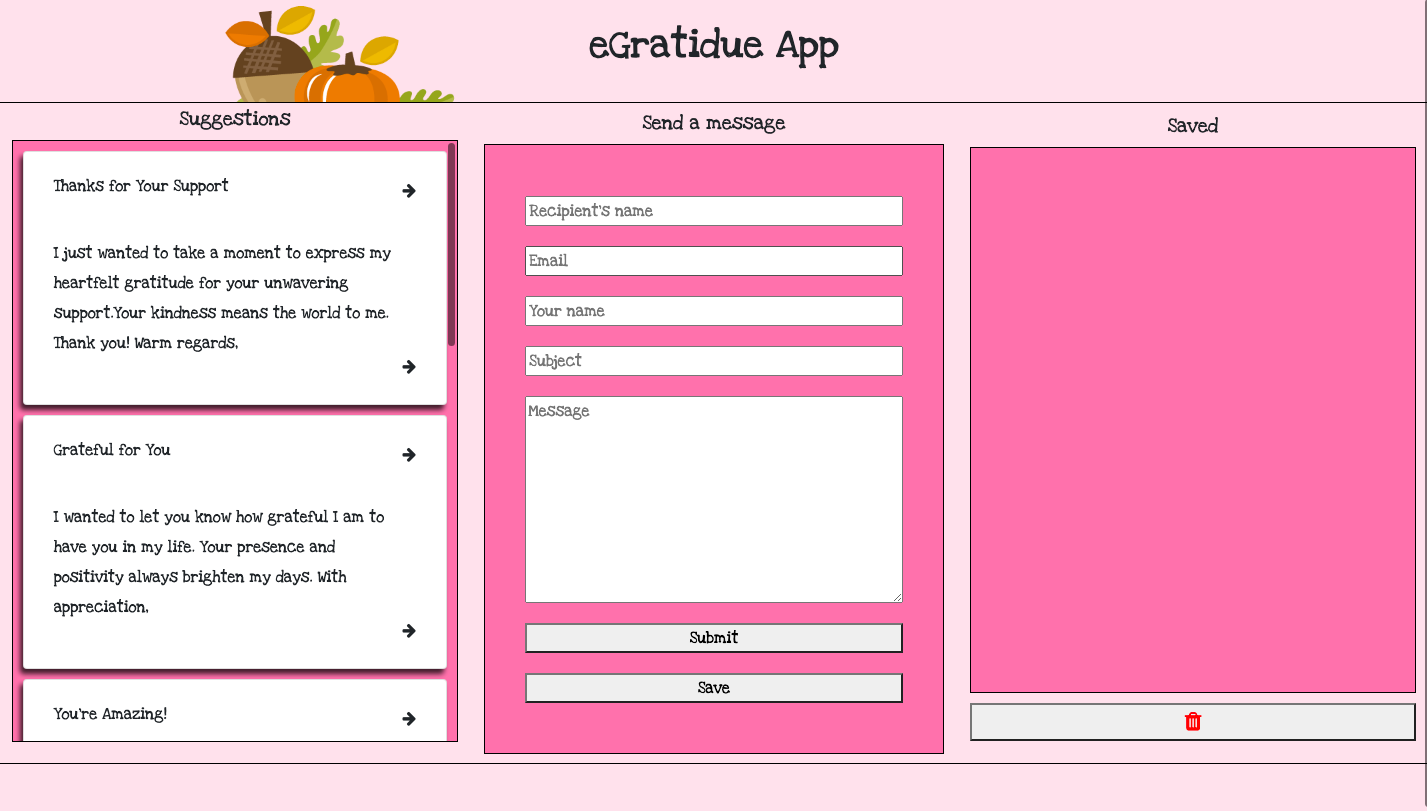 eGratidue App
Suggestions
Thanks for Your Support
I just wanted to take a moment to express my
heartfelt gratitude for your unwavering
support.Your kindness means the world to me.
Thank you! Warm regards,
Grateful for You
I wanted to let you know how grateful I am to
have you in my life. Your presence and
positivity always brighten my days. With
appreciation,
You're Amazing!
Send a message
Recipient's name
Email
Your name
Subject
Message
Submit
Save
Saved